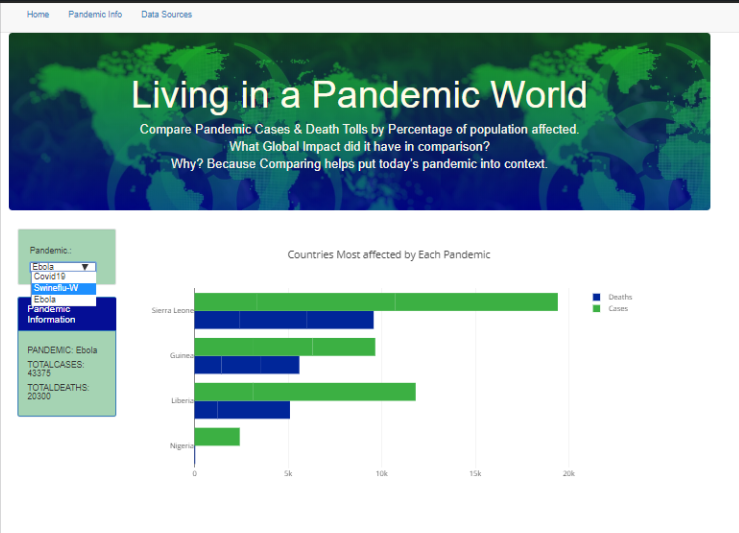 Home Pandemic Info Data Sources
Living in a Pandemic World
Compare Pandemic Cases & Death Tolls by Percentage of population affected.
What Global Impact did it have in comparison?
Why? Because Comparing helps put today's pandemic into context.
Pandemic.:
Ebola
Covid19
Swineflu-W
Ebola
Pandemic
Information
PANDEMIC: Ebola
TOTALCASES:
43375
TOTALDEATHS:
20300
Countries Most affected by Each Pandemic
Sierra Leone
Guinea
Liberia
Nigeria
0 5k 10k 15k 20k
Deaths
Cases